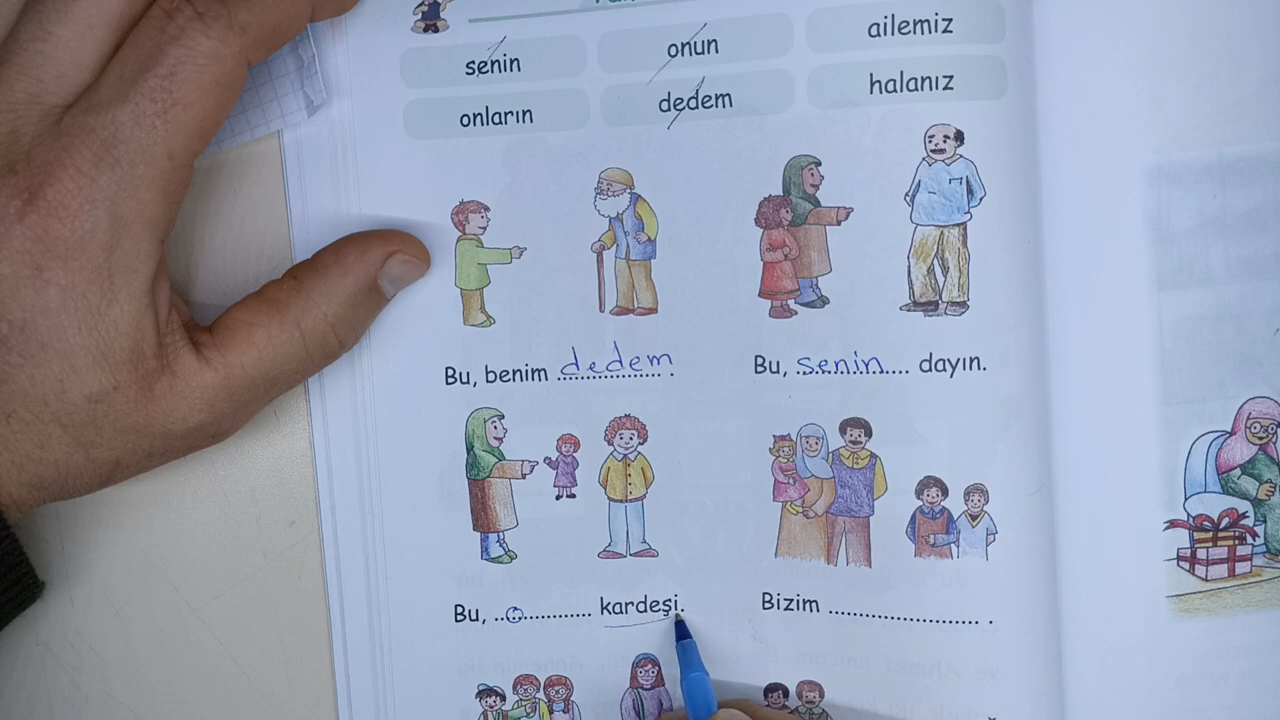 senin onun ailemiz
onların dedem halanız
Bu, benim dedem .
Bu, senin dayın.
Bu, ..o............ kardeşi.
Bizim ....................... .